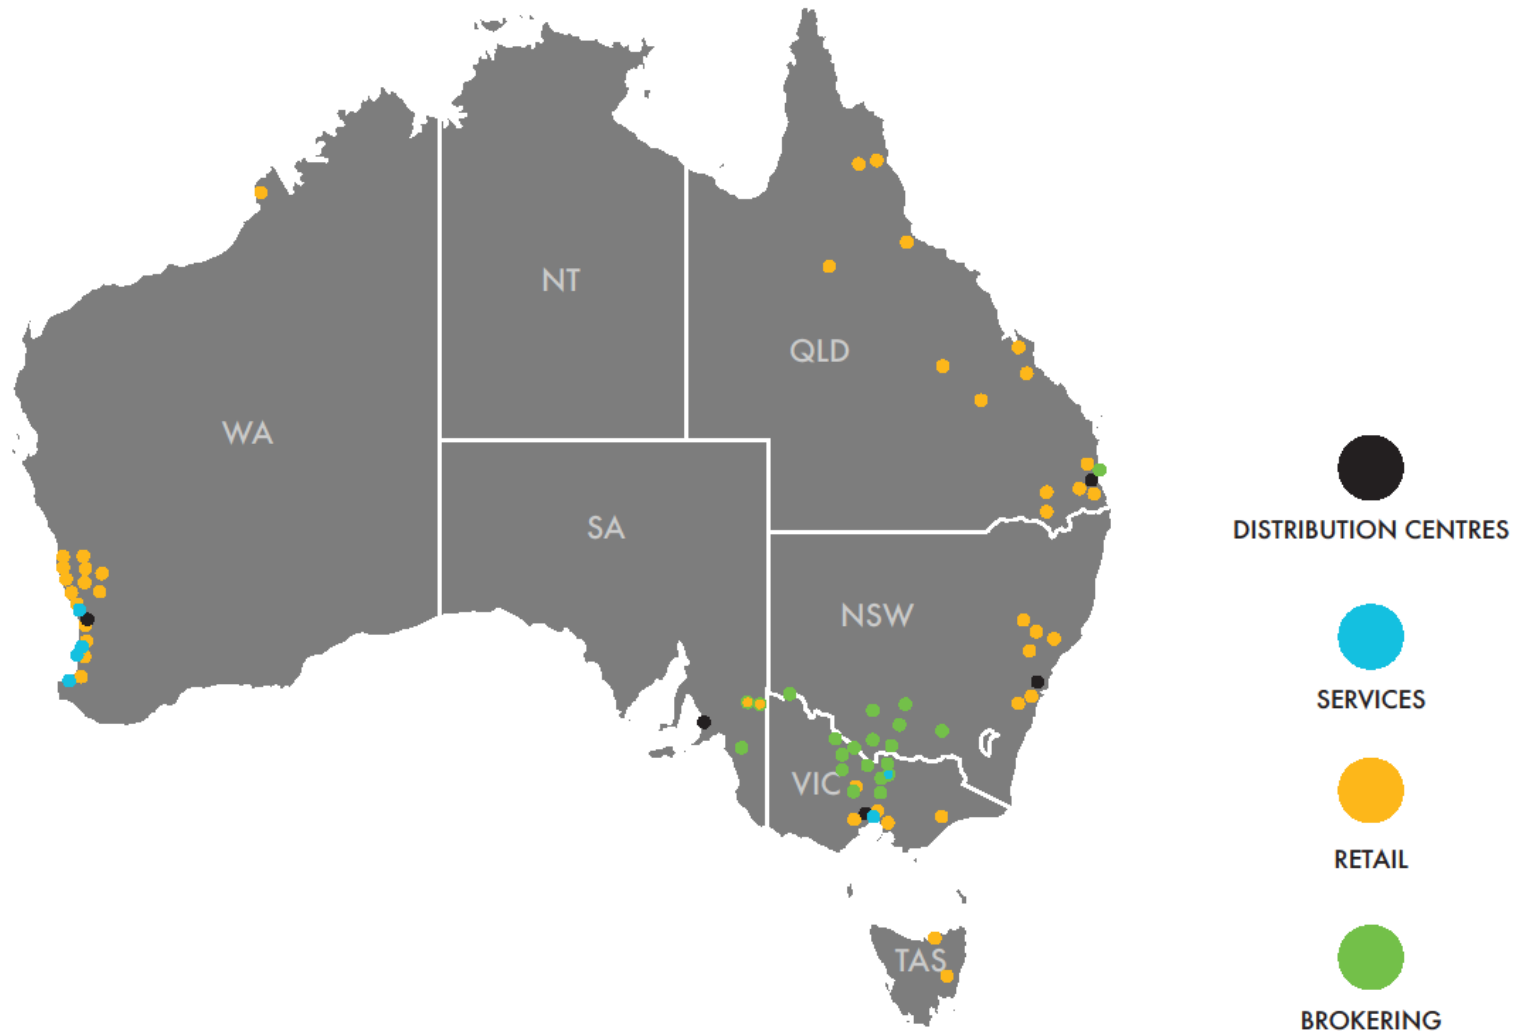 NT
QLD
WA
SA
NSW
VIC
TAS
DISTRIBUTION CENTRES
SERVICES
RETAIL
BROKERING